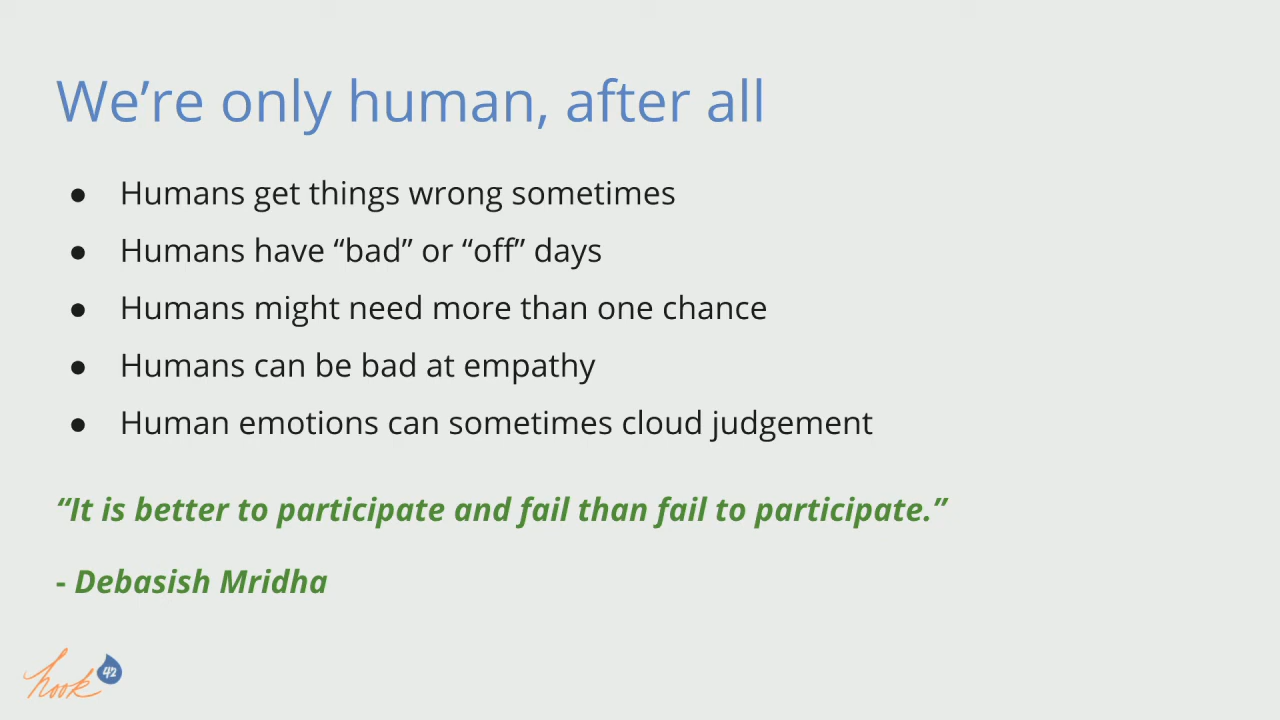 We’re only human, after all
● Humans get things wrong sometimes
● Humans have “bad” or “off” days
● Humans might need more than one chance
● Humans can be bad at empathy
● Human emotions can sometimes cloud judgement
“It is better to participate and fail than fail to participate.”
- Debasish Mridha
hook 42